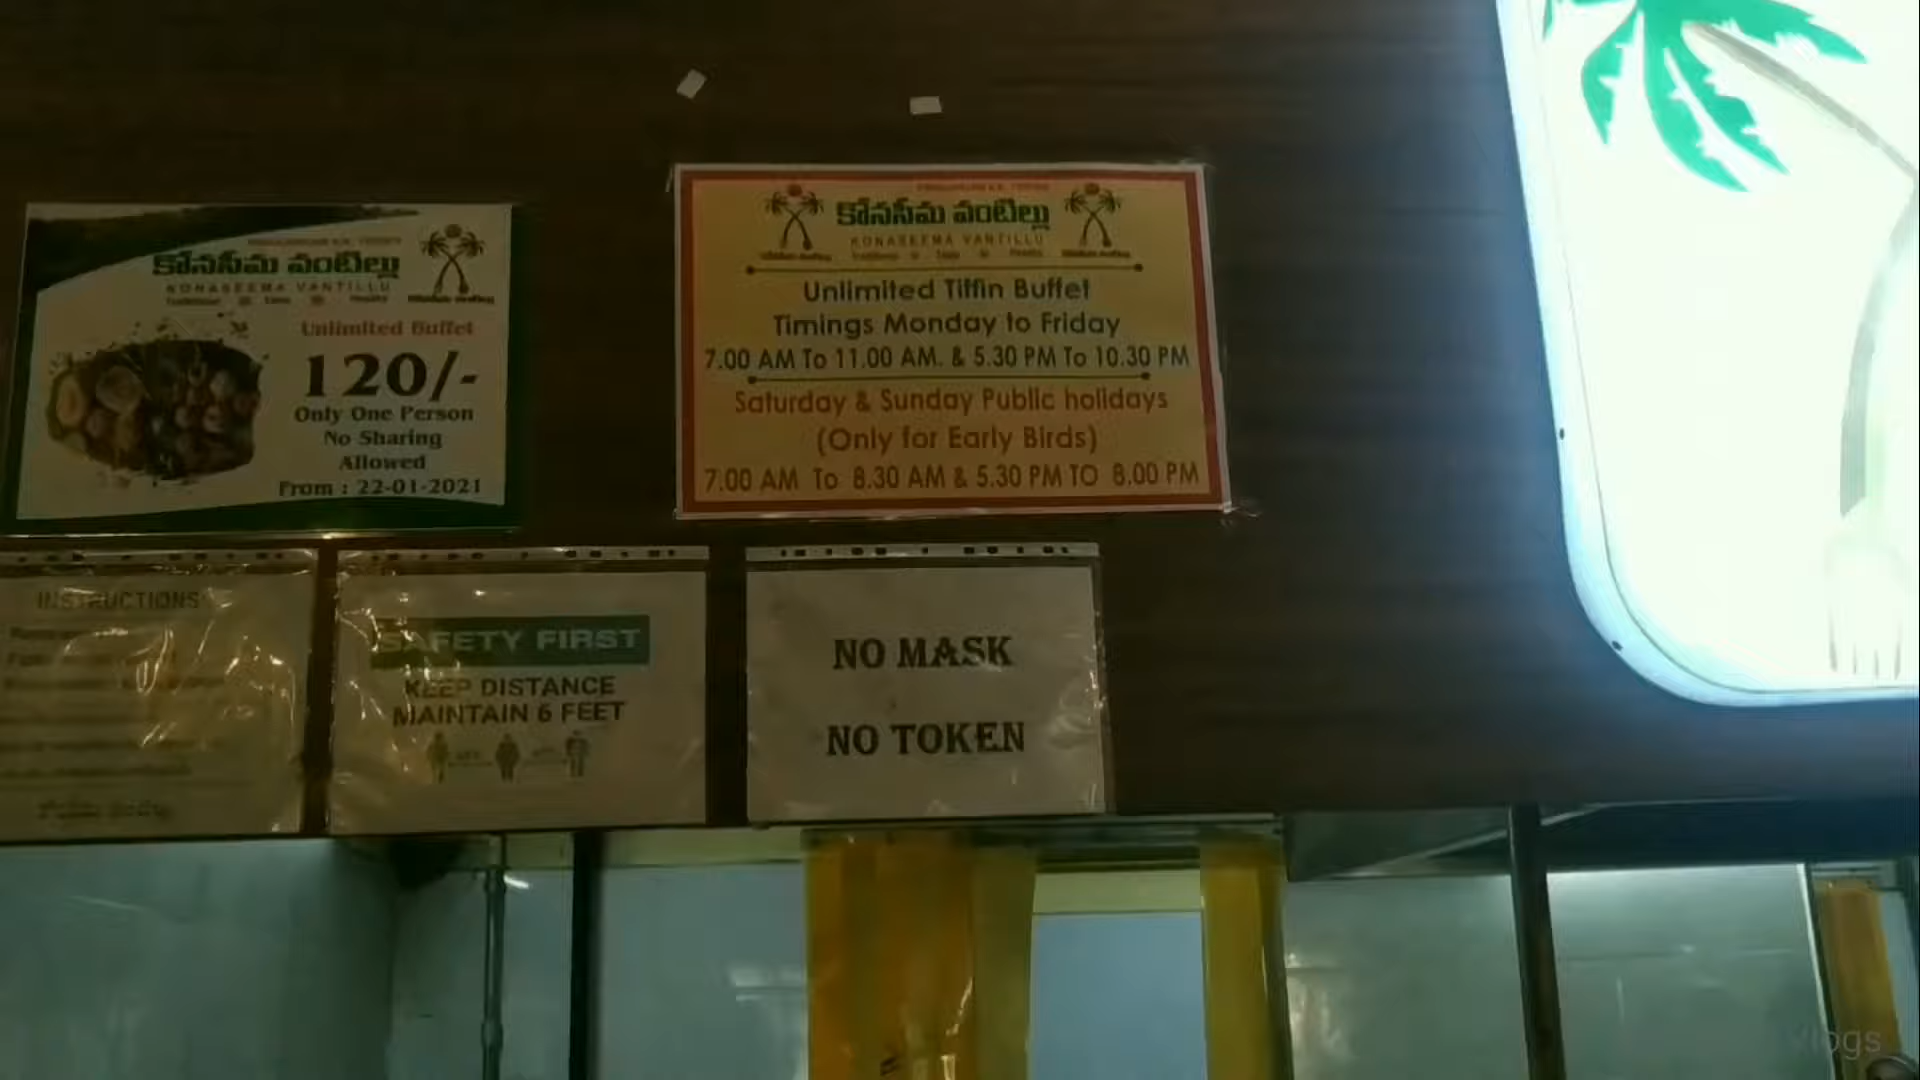 కోనసీమ వంటిల్లు
KONASEEMA VANTILLU
Unlimited Buffet
120/-
Only One Person
No Sharing
Allowed
From : 22-01-2021
కోనసీమ వంటిల్లు
KONASEEMA VANTILLU
Unlimited Tiffin Buffet
Timings Monday to Friday
7.00 AM To 11.00 AM. & 5.30 PM To 10.30 PM
Saturday & Sunday Public holidays
(Only for Early Birds)
7.00 AM To 8.30 AM & 5.30 PM TO 8.00 PM
INSTRUCTIONS
SAFETY FIRST
KEEP DISTANCE
MAINTAIN 6 FEET
NO MASK
NO TOKEN
Vlogs